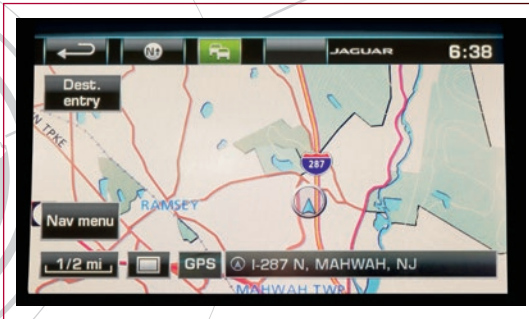 N↑
JAGUAR
6:38
Dest.
entry
N TPKE
287
RAMSEY
Nav menu
1/2 mi
GPS
I-287 N, MAHWAH, NJ
MAHWAH TWP